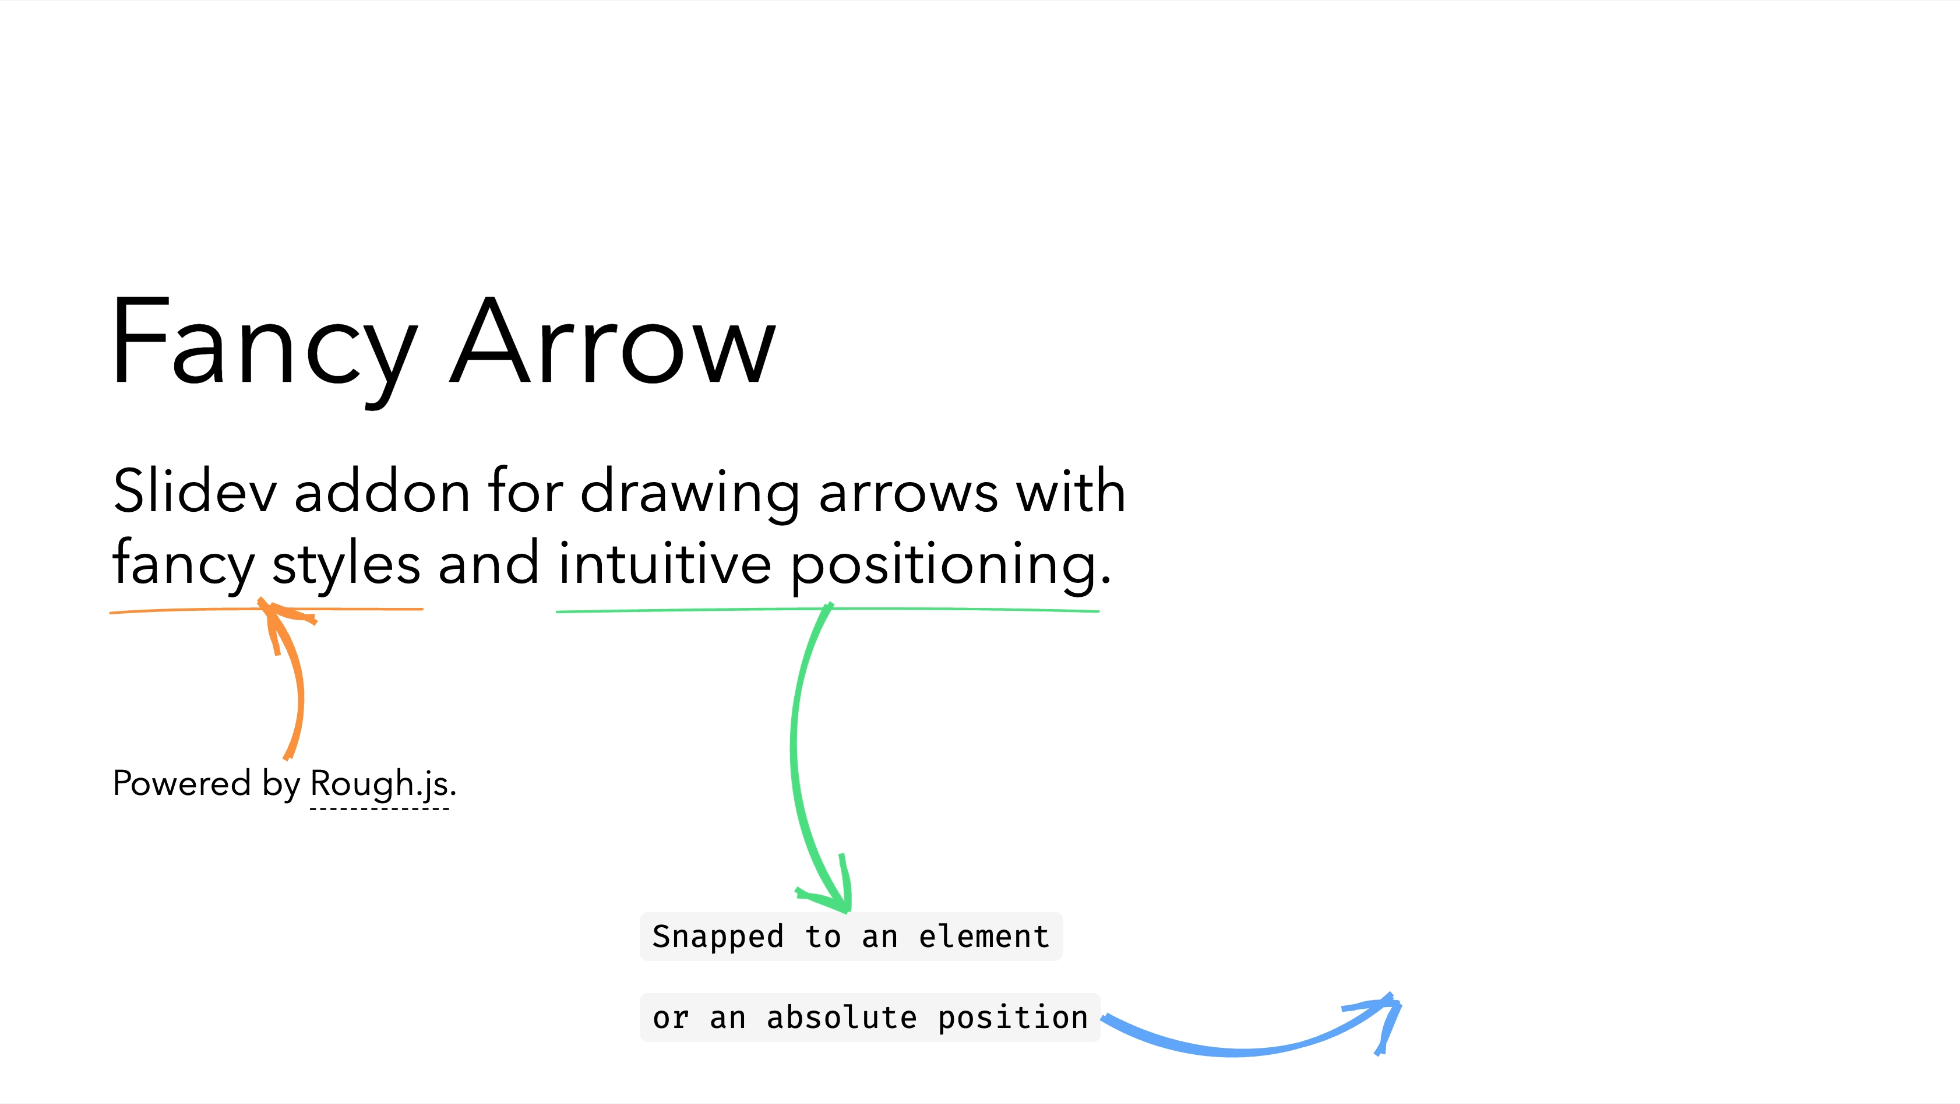 Fancy Arrow
Slidev addon for drawing arrows with
fancy styles and intuitive positioning.
Powered by Rough.js.
Snapped to an element
or an absolute position